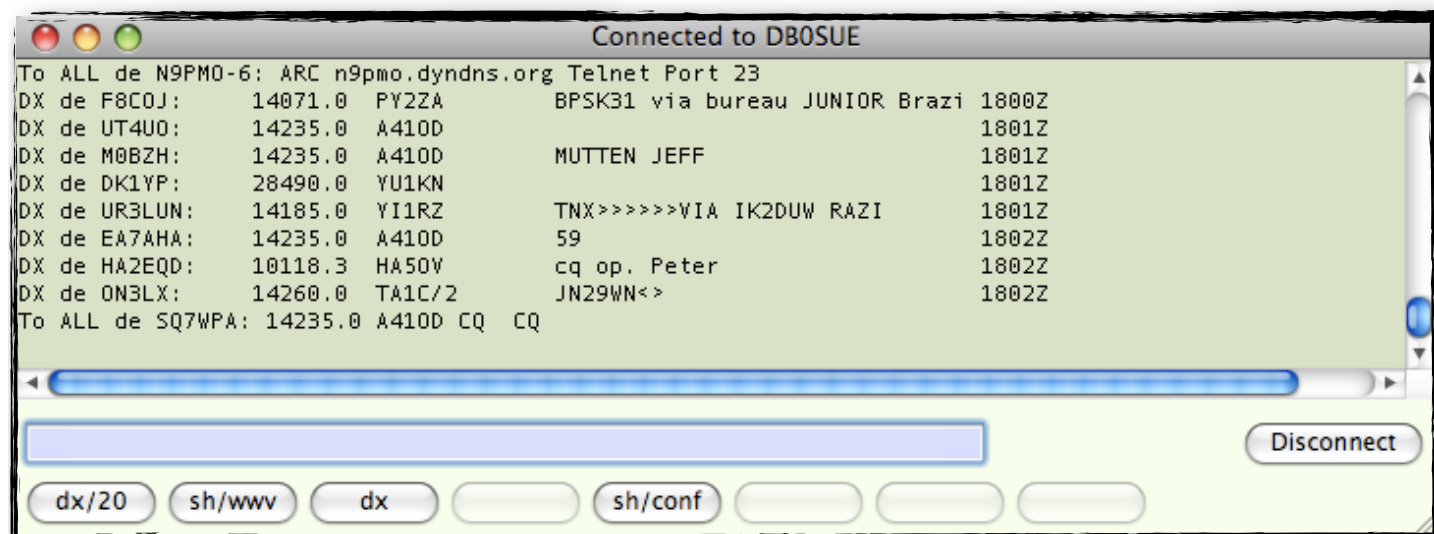 Connected to DB0SUE
To ALL de N9PMO-6: ARC n9pmo.dyndns.org Telnet Port 23
DX de F8COJ: 14071.0 PY2ZA BPSK31 via bureau JUNIOR Brazi 1800Z
DX de UT4UO: 14235.0 A41OD 1801Z
DX de M0BZH: 14235.0 A41OD MUTTEN JEFF 1801Z
DX de DK1YP: 28490.0 YU1KN 1801Z
DX de UR3LUN: 14185.0 YI1RZ TNX>>>>>>VIA IK2DUW RAZI 1801Z
DX de EA7AHA: 14235.0 A41OD 59 1802Z
DX de HA2EQD: 10118.3 HA5OV cq op. Peter 1802Z
DX de ON3LX: 14260.0 TA1C/2 JN29WN<> 1802Z
To ALL de SQ7WPA: 14235.0 A41OD CQ CQ
Disconnect
dx/20 sh/wwv dx sh/conf